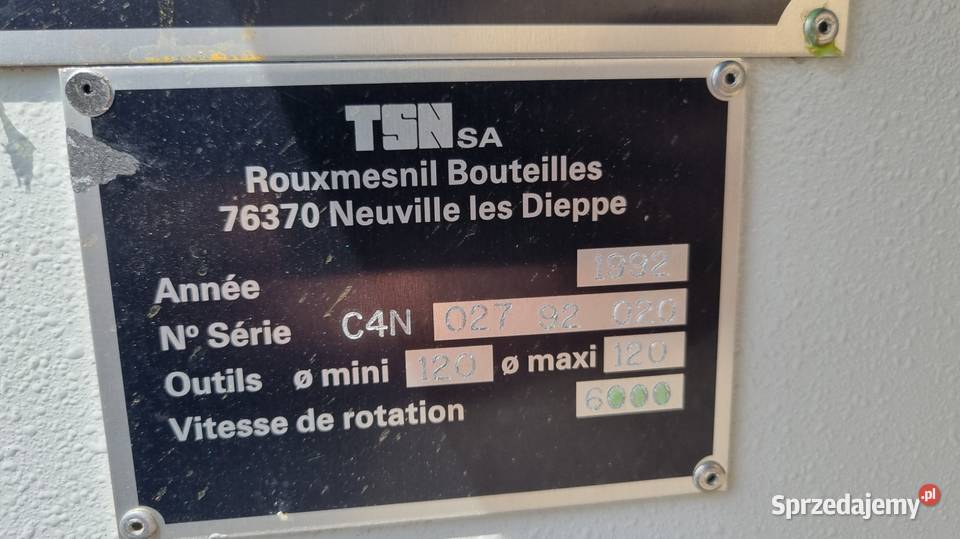 TSN SA
Rouxmesnil Bouteilles
76370 Neuville les Dieppe
Année 1992
Nº Série C4N 027 92 020
Outils ø mini 120 ø maxi 120
Vitesse de rotation 6000
Sprzedajemy.pl